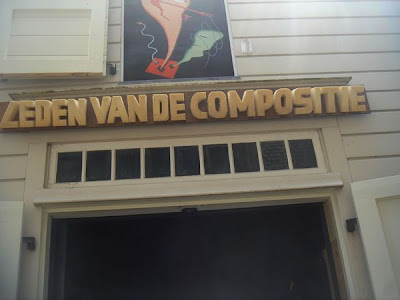 LEDEN VAN DE COMPOSITIE